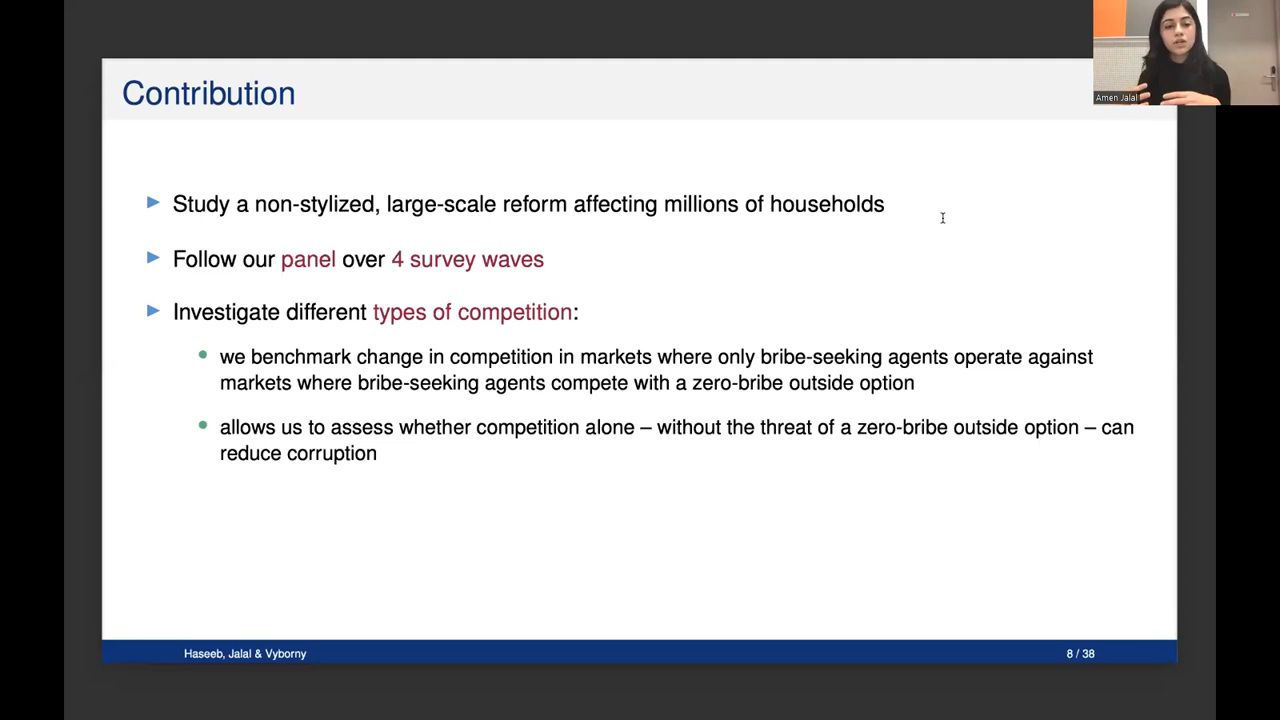 Contribution
Amen Jalal
Study a non-stylized, large-scale reform affecting millions of households
Follow our panel over 4 survey waves
Investigate different types of competition:
we benchmark change in competition in markets where only bribe-seeking agents operate against
markets where bribe-seeking agents compete with a zero-bribe outside option
allows us to assess whether competition alone – without the threat of a zero-bribe outside option – can
reduce corruption
Haseeb, Jalal & Vyborny
8 / 38